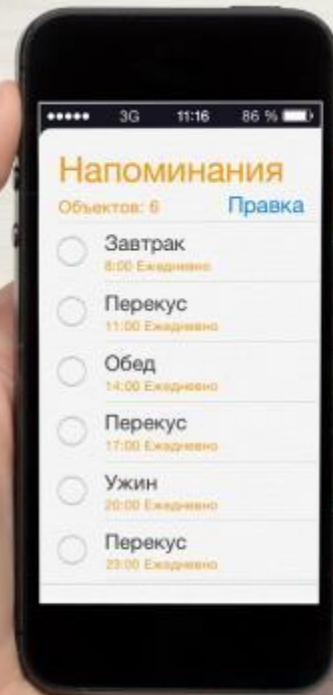 3G 11:16 86 %
Напоминания
Объектов: 6 Правка
Завтрак
8:00 Ежедневно
Перекус
11:00 Ежедневно
Обед
14:00 Ежедневно
Перекус
17:00 Ежедневно
Ужин
20:00 Ежедневно
Перекус
23:00 Ежедневно